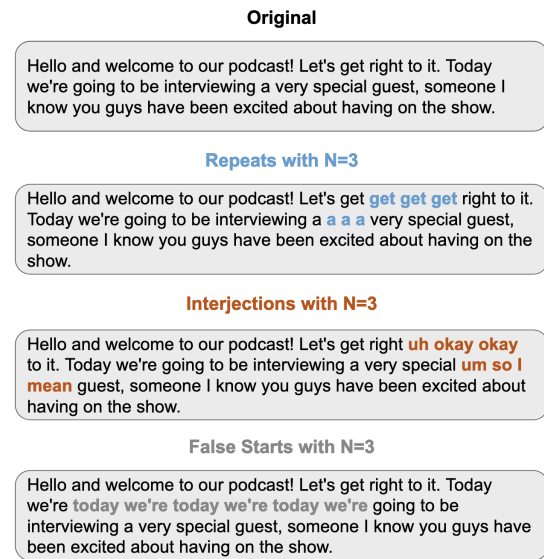 Original
Hello and welcome to our podcast! Let's get right to it. Today
we're going to be interviewing a very special guest, someone I
know you guys have been excited about having on the show.
Repeats with N=3
Hello and welcome to our podcast! Let's get get get get right to it.
Today we're going to be interviewing a a a a very special guest,
someone I know you guys have been excited about having on the
show.
Interjections with N=3
Hello and welcome to our podcast! Let's get right uh okay okay
to it. Today we're going to be interviewing a very special um so I
mean guest, someone I know you guys have been excited about
having on the show.
False Starts with N=3
Hello and welcome to our podcast! Let's get right to it. Today
we're today we're today we're today we're going to be
interviewing a very special guest, someone I know you guys have
been excited about having on the show.